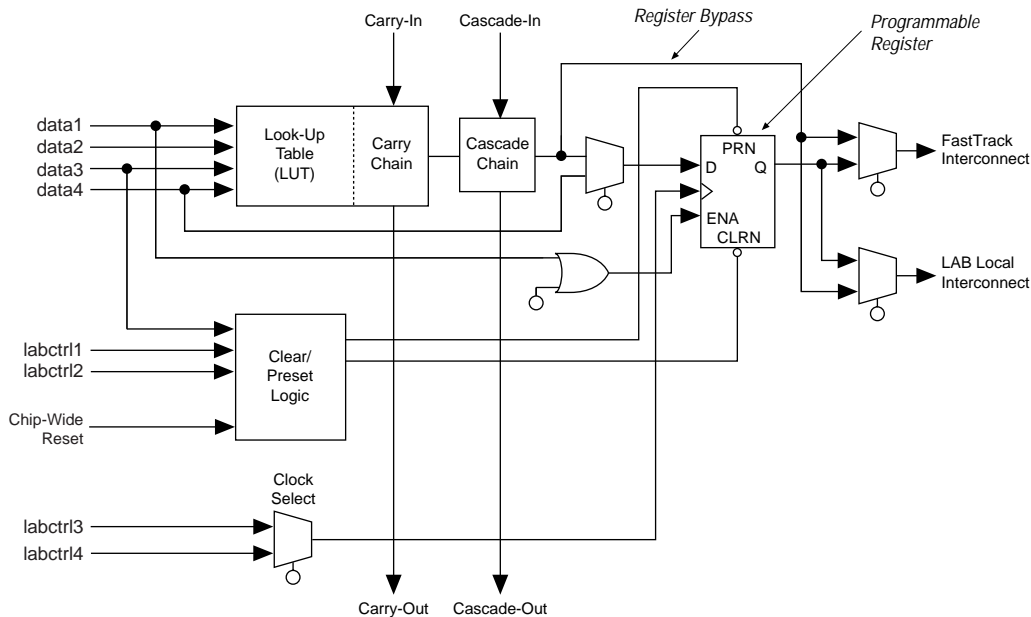 Carry-In
Cascade-In
Register Bypass
Programmable
Register
data1
data2
data3
data4
Look-Up
Table
(LUT)
Carry
Chain
Cascade
Chain
PRN
D
Q
ENA
CLRN
FastTrack
Interconnect
LAB Local
Interconnect
labctrl1
labctrl2
Chip-Wide
Reset
Clear/
Preset
Logic
Clock
Select
labctrl3
labctrl4
Carry-Out
Cascade-Out